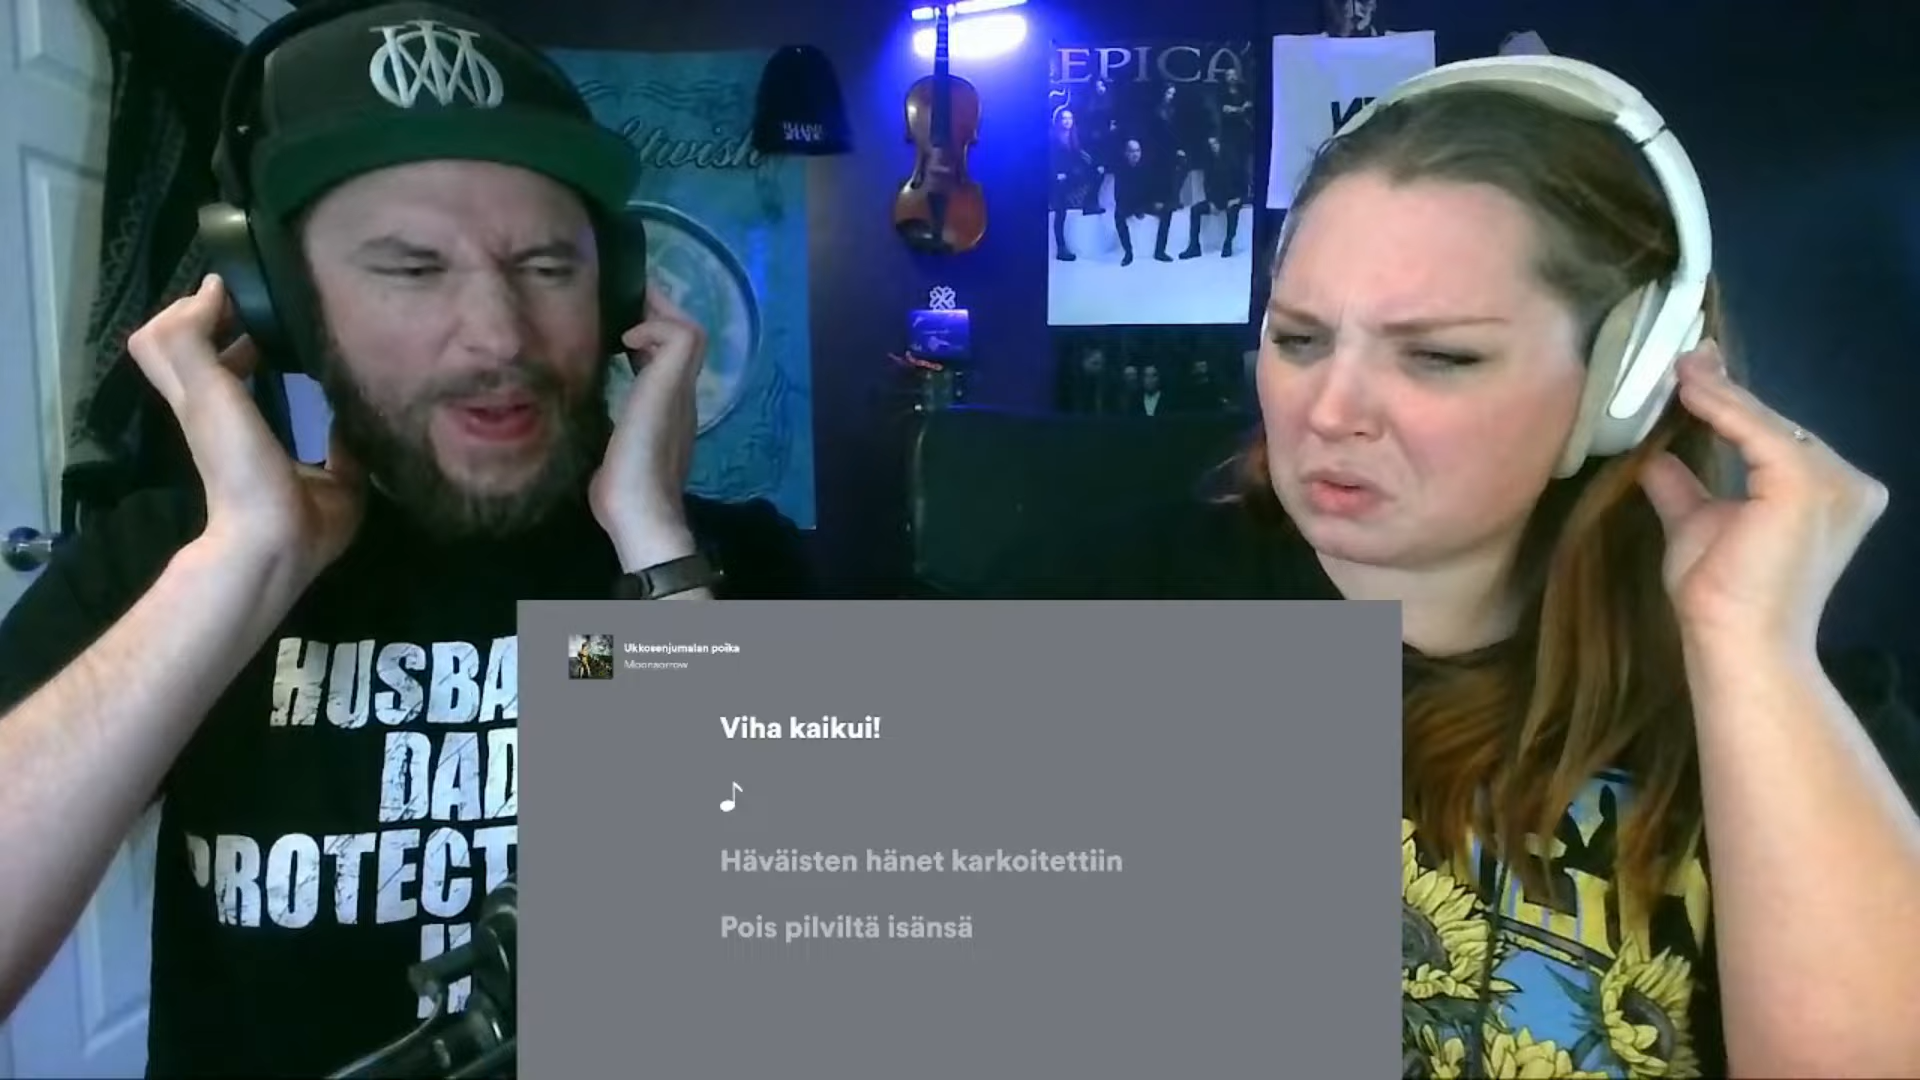 EPICA
Ukkosenjumalan poika
Moonsorrow
Viha kaikui!
Häväisten hänet karkoitettiin
Pois pilviltä isänsä
HUSBA
DAD
PROTECT